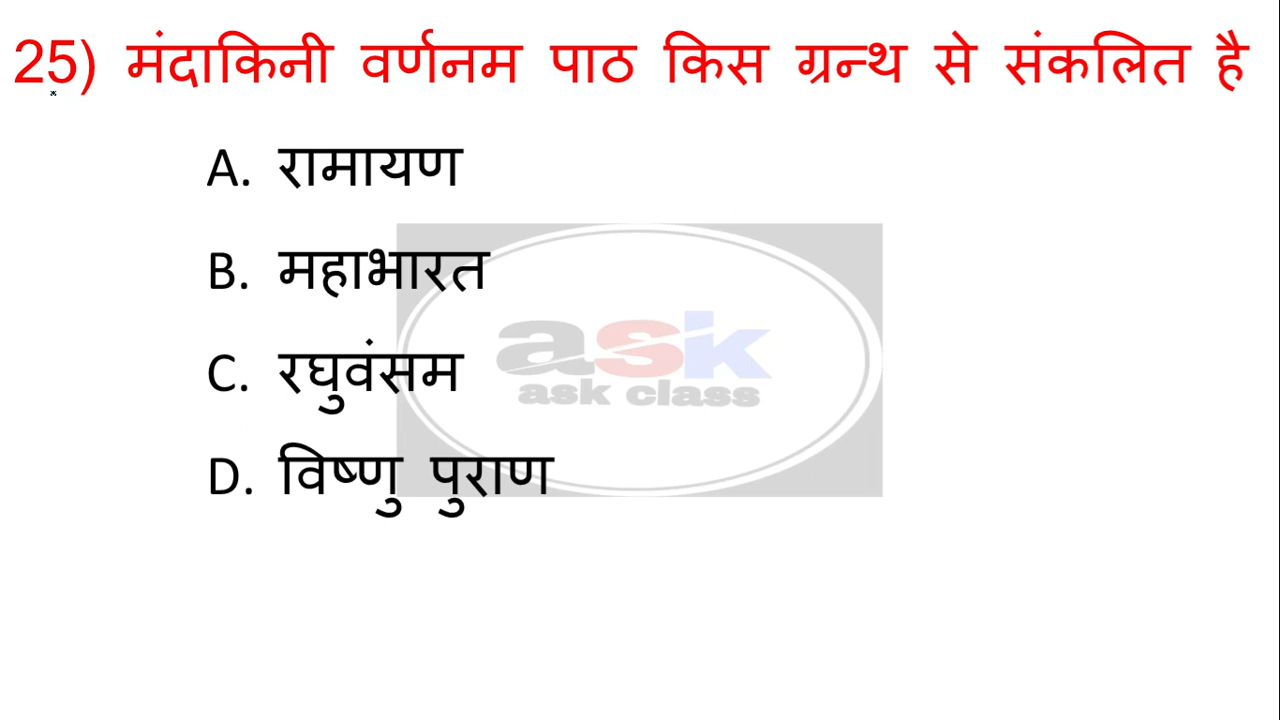 25) मंदाकिनी वर्णनम पाठ किस ग्रन्थ से संकलित है
A. रामायण
B. महाभारत
ask
C. रघुवंसम
ask class
D. विष्णु पुराण